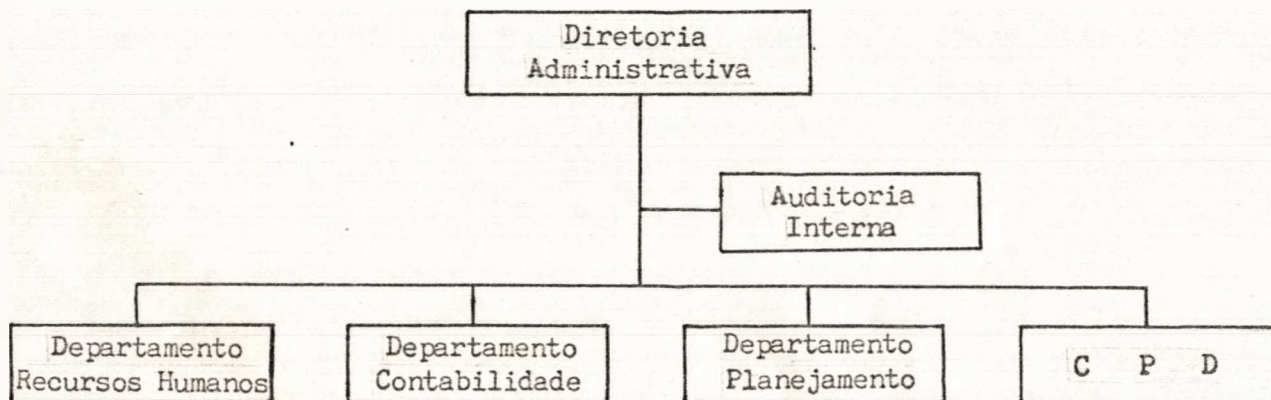 Diretoria
Administrativa
Auditoria
Interna
Departamento
Recursos Humanos
Departamento
Contabilidade
Departamento
Planejamento
C P D